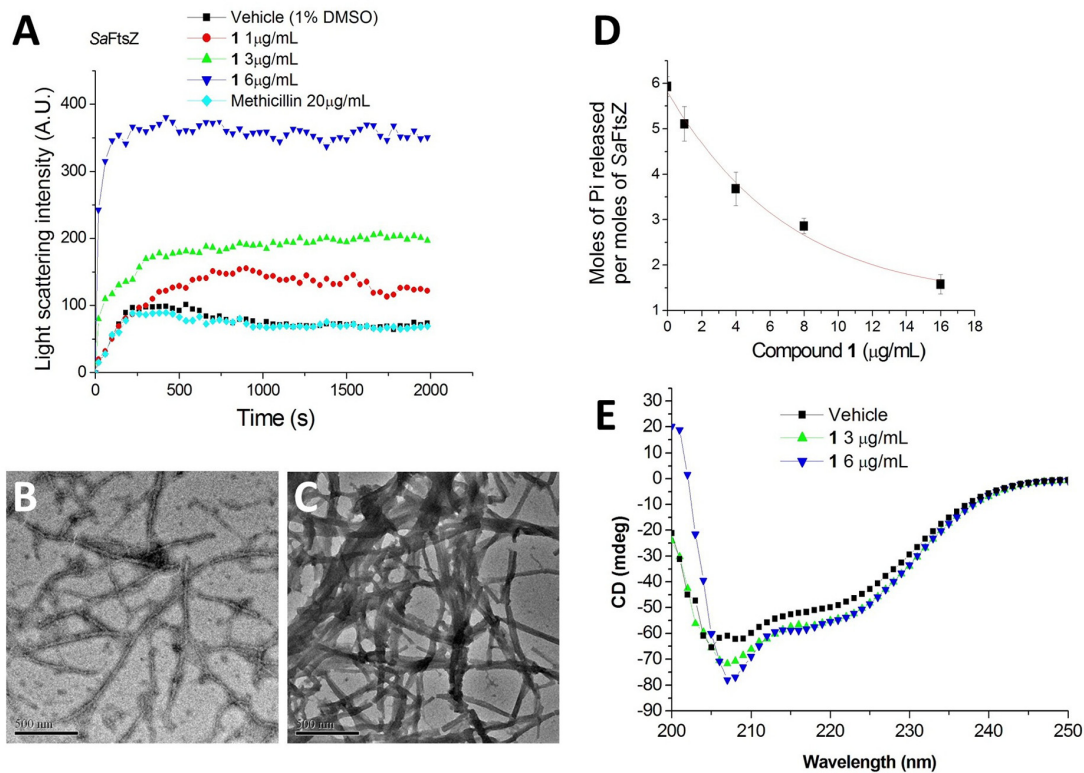 A
SaFtsZ
Vehicle (1% DMSO)
1 1μg/mL
1 3μg/mL
1 6μg/mL
Methicillin 20μg/mL
Light scattering intensity (A.U.)
400
300
200
100
0
0 500 1000 1500 2000
Time (s)
B
500 nm
C
500 nm
D
Moles of Pi released
per moles of SaFtsZ
6
5
4
3
2
1
0 2 4 6 8 10 12 14 16 18
Compound 1 (μg/mL)
E
Vehicle
1 3 μg/mL
1 6 μg/mL
CD (mdeg)
30
20
10
0
-10
-20
-30
-40
-50
-60
-70
-80
-90
200 210 220 230 240 250
Wavelength (nm)